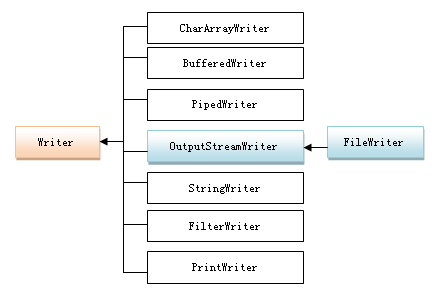 CharArrayWriter
BufferedWriter
PipedWriter
Writer
OutputStreamWriter
FileWriter
StringWriter
FilterWriter
PrintWriter